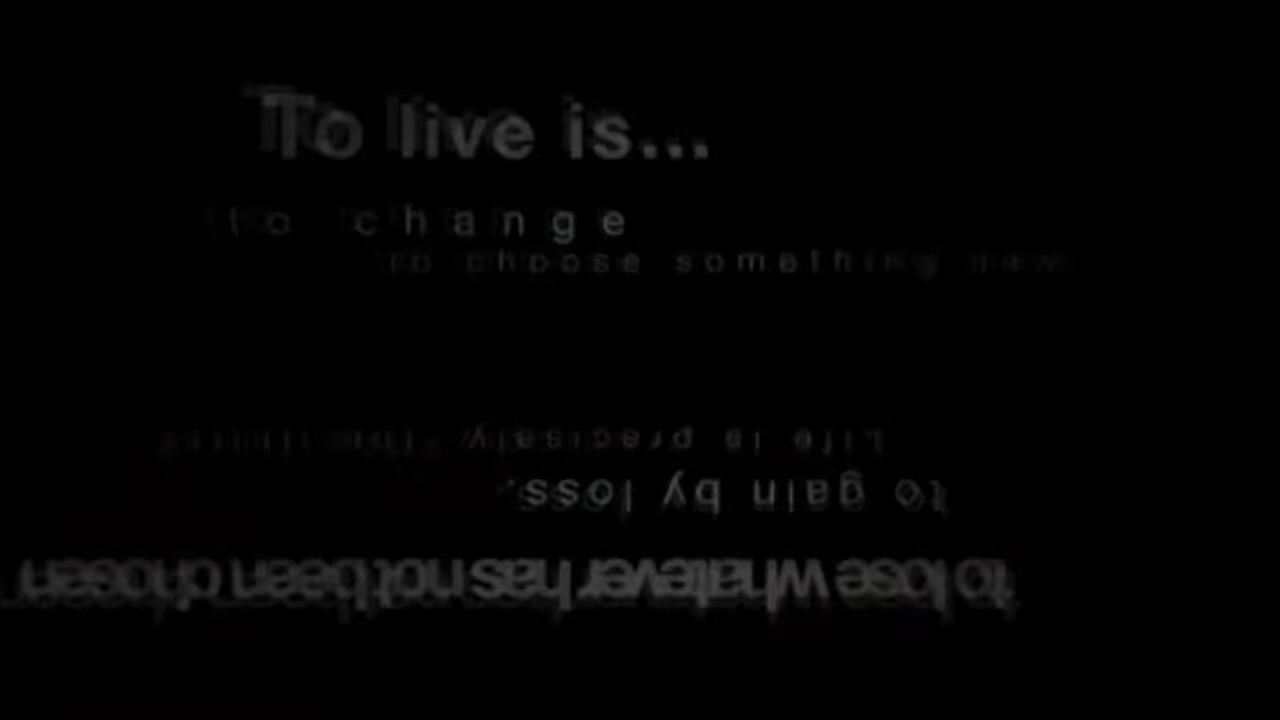 To live is...
to change
to choose something new
Life is precisely
to gain by loss.
to lose whatever has not been chosen